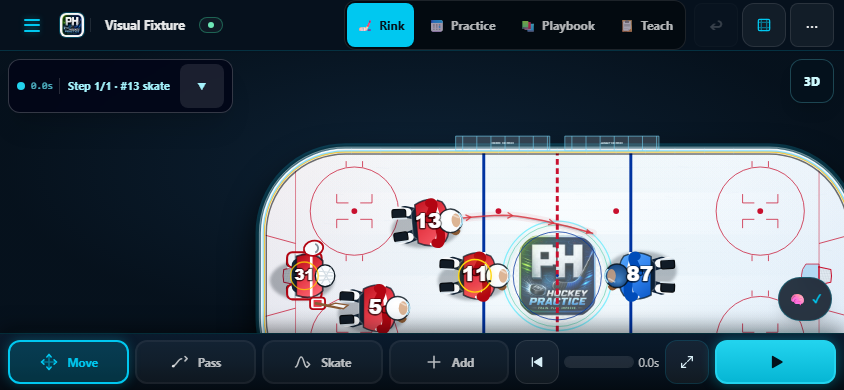 PH
Visual Fixture
Rink
Practice
Playbook
Teach
...
0.0s
Step 1/1 · #13 skate
3D
13
31
11
87
5
PH
HOCKEY
PRACTICE
Move
Pass
Skate
Add
0.0s